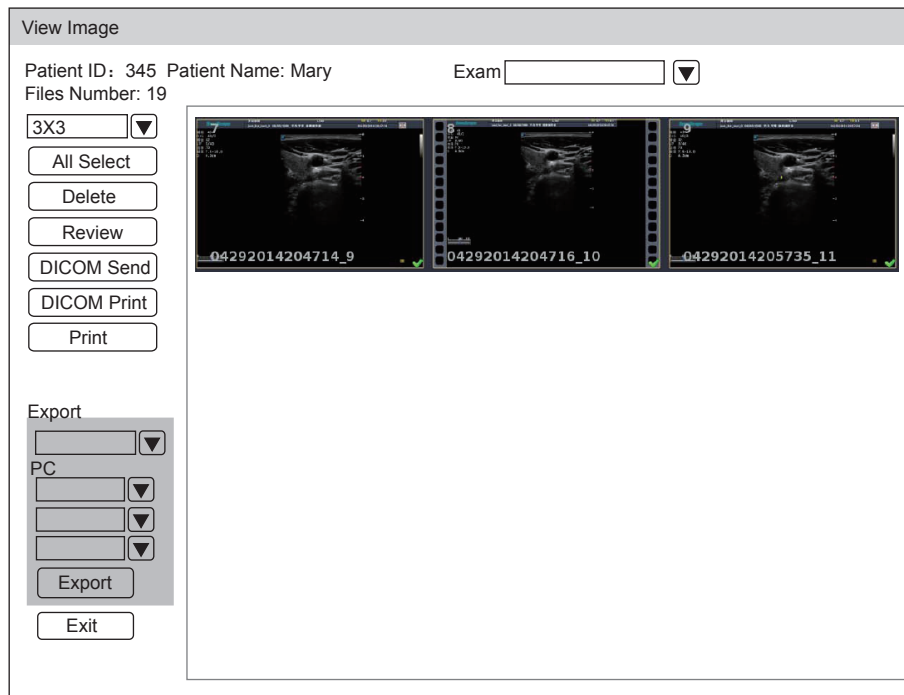 View Image
Patient ID：345 Patient Name: Mary
Exam
Files Number: 19
3X3
All Select
Delete
Review
DICOM Send
DICOM Print
Print
Export
PC
Export
Exit
7
04292014204714_9
8
04292014204716_10
9
04292014205735_11